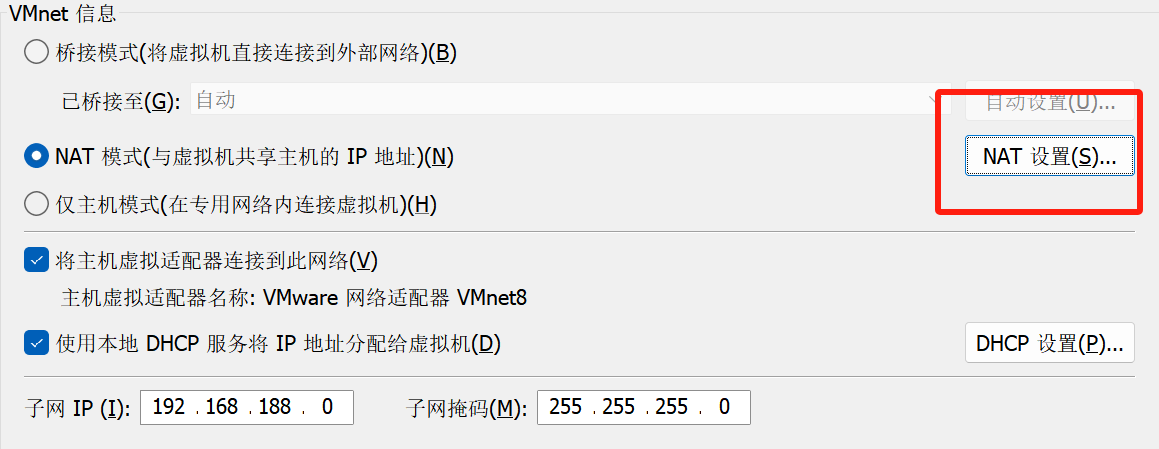 VMnet 信息
桥接模式(将虚拟机直接连接到外部网络)(B)
已桥接至(G): 自动 自动设置(U)...
NAT 模式(与虚拟机共享主机的 IP 地址)(N) NAT 设置(S)...
仅主机模式(在专用网络内连接虚拟机)(H)
将主机虚拟适配器连接到此网络(V)
主机虚拟适配器名称: VMware 网络适配器 VMnet8
使用本地 DHCP 服务将 IP 地址分配给虚拟机(D) DHCP 设置(P)...
子网 IP (I): 192 . 168 . 188 . 0 子网掩码(M): 255 . 255 . 255 . 0